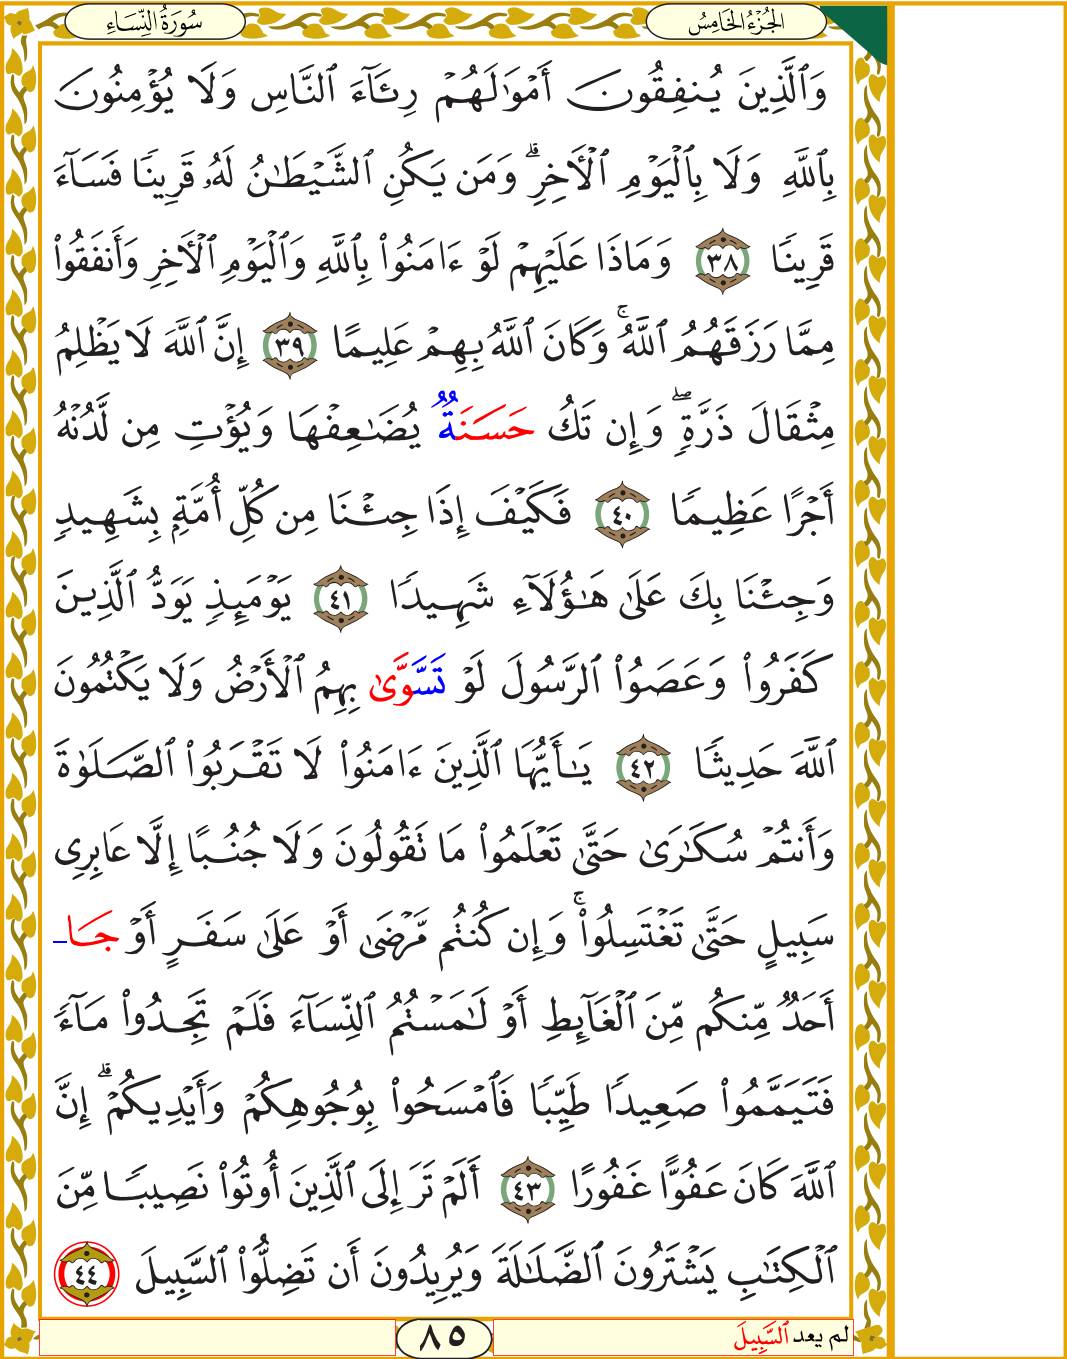 سُورَةُ النِّسَاءِ
الجُزْءُ الخَامِسُ
وَٱلَّذِينَ يُنفِقُونَ أَمْوَٰلَهُمْ رِئَآءَ ٱلنَّاسِ وَلَا يُؤْمِنُونَ
بِٱللَّهِ وَلَا بِٱلْيَوْمِ ٱلْأَخِرِۗ وَمَن يَكُنِ ٱلشَّيْطَٰنُ لَهُۥ قَرِينًا فَسَآءَ
قَرِينًا ٣٨ وَمَاذَا عَلَيْهِمْ لَوْ ءَامَنُوا۟ بِٱللَّهِ وَٱلْيَوْمِ ٱلْأَخِرِ وَأَنفَقُوا۟
مِمَّا رَزَقَهُمُ ٱللَّهُۚ وَكَانَ ٱللَّهُ بِهِمْ عَلِيمًا ٣٩ إِنَّ ٱللَّهَ لَا يَظْلِمُ
مِثْقَالَ ذَرَّةٍۖ وَإِن تَكُ حَسَنَةٌ يُضَٰعِفْهَا وَيُؤْتِ مِن لَّدُنْهُ
أَجْرًا عَظِيمًا ٤٠ فَكَيْفَ إِذَا جِئْنَا مِن كُلِّ أُمَّةٍۭ بِشَهِيدٍ
وَجِئْنَا بِكَ عَلَىٰ هَٰٓؤُلَآءِ شَهِيدًا ٤١ يَوْمَئِذٍ يَوَدُّ ٱلَّذِينَ
كَفَرُوا۟ وَعَصَوُا۟ ٱلرَّسُولَ لَوْ تَسَّوَّىٰ بِهِمُ ٱلْأَرْضُ وَلَا يَكْتُمُونَ
ٱللَّهَ حَدِيثًا ٤٢ يَٰٓأَيُّهَا ٱلَّذِينَ ءَامَنُوا۟ لَا تَقْرَبُوا۟ ٱلصَّلَوٰةَ
وَأَنتُمْ سُكَٰرَىٰ حَتَّىٰ تَعْلَمُوا۟ مَا تَقُولُونَ وَلَا جُنُبًا إِلَّا عَابِرِى
سَبِيلٍ حَتَّىٰ تَغْتَسِلُوا۟ۚ وَإِن كُنتُم مَّرْضَىٰ أَوْ عَلَىٰ سَفَرٍ أَوْ جَا
أَحَدٌ مِّنكُم مِّنَ ٱلْغَآئِطِ أَوْ لَٰمَسْتُمُ ٱلنِّسَآءَ فَلَمْ تَجِدُوا۟ مَآءً
فَتَيَمَّمُوا۟ صَعِيدًا طَيِّبًا فَٱمْسَحُوا۟ بِوُجُوهِكُمْ وَأَيْدِيكُمْۗ إِنَّ
ٱللَّهَ كَانَ عَفُوًّا غَفُورًا ٤٣ أَلَمْ تَرَ إِلَى ٱلَّذِينَ أُوتُوا۟ نَصِيبًا مِّنَ
ٱلْكِتَٰبِ يَشْتَرُونَ ٱلضَّلَٰلَةَ وَيُرِيدُونَ أَن تَضِلُّوا۟ ٱلسَّبِيلَ ٤٤
لم يعد ٱلسَّبِيلَ
٨٥